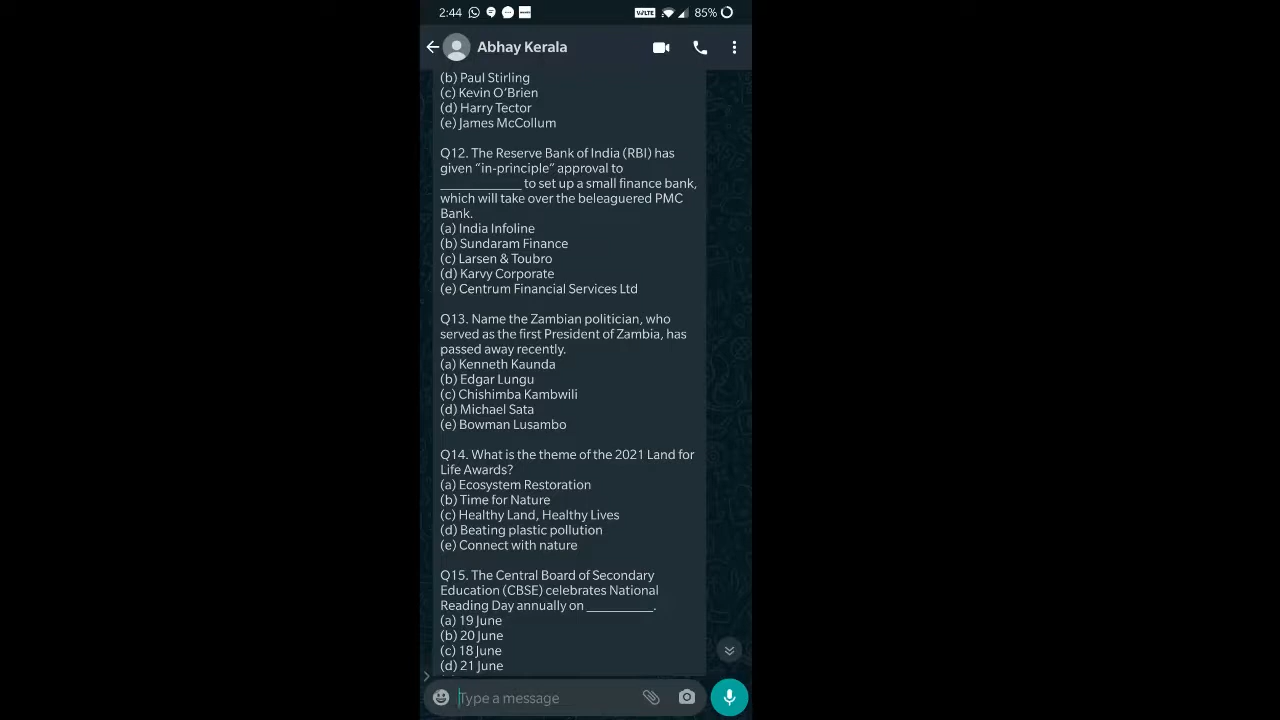 2:44 VoLTE 85%
Abhay Kerala
(b) Paul Stirling
(c) Kevin O'Brien
(d) Harry Tector
(e) James McCollum
Q12. The Reserve Bank of India (RBI) has
given “in-principle” approval to
____________ to set up a small finance bank,
which will take over the beleaguered PMC
Bank.
(a) India Infoline
(b) Sundaram Finance
(c) Larsen & Toubro
(d) Karvy Corporate
(e) Centrum Financial Services Ltd
Q13. Name the Zambian politician, who
served as the first President of Zambia, has
passed away recently.
(a) Kenneth Kaunda
(b) Edgar Lungu
(c) Chishimba Kambwili
(d) Michael Sata
(e) Bowman Lusambo
Q14. What is the theme of the 2021 Land for
Life Awards?
(a) Ecosystem Restoration
(b) Time for Nature
(c) Healthy Land, Healthy Lives
(d) Beating plastic pollution
(e) Connect with nature
Q15. The Central Board of Secondary
Education (CBSE) celebrates National
Reading Day annually on __________.
(a) 19 June
(b) 20 June
(c) 18 June
(d) 21 June
Type a message